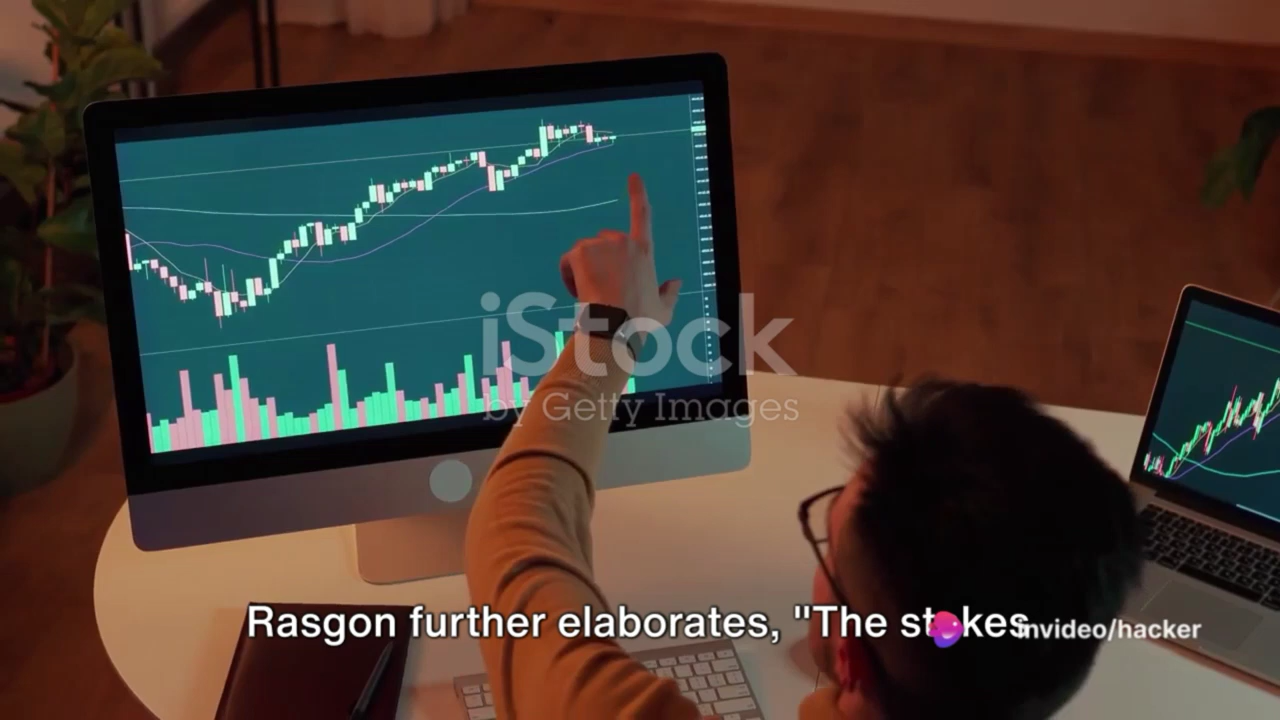 iStock
by Getty Images
Rasgon further elaborates, "The stakes
invideo/hacker